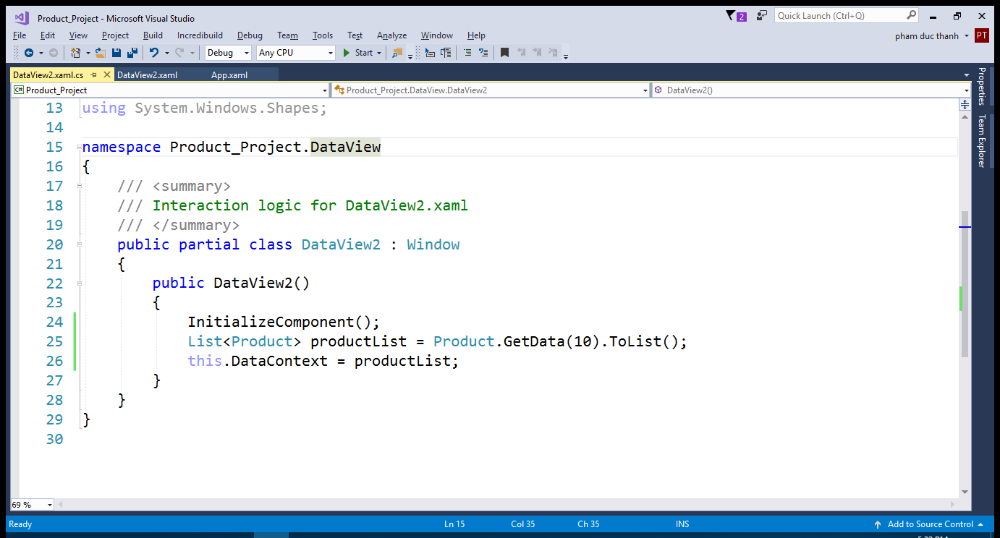 Product_Project - Microsoft Visual Studio
2
Quick Launch (Ctrl+Q)
File Edit View Project Build Incredibuild Debug Team Tools Test Analyze Window Help
pham duc thanh PT
Debug Any CPU Start
DataView2.xaml.cs DataView2.xaml App.xaml
C# Product_Project Product_Project.DataView.DataView2 DataView2()
Properties
Team Explorer
13 using System.Windows.Shapes;
14
15 namespace Product_Project.DataView
16 {
17 /// <summary>
18 /// Interaction logic for DataView2.xaml
19 /// </summary>
20 public partial class DataView2 : Window
21 {
22 public DataView2()
23 {
24 InitializeComponent();
25 List<Product> productList = Product.GetData(10).ToList();
26 this.DataContext = productList;
27 }
28 }
29 }
30
69 %
Ready Ln 15 Col 35 Ch 35 INS Add to Source Control